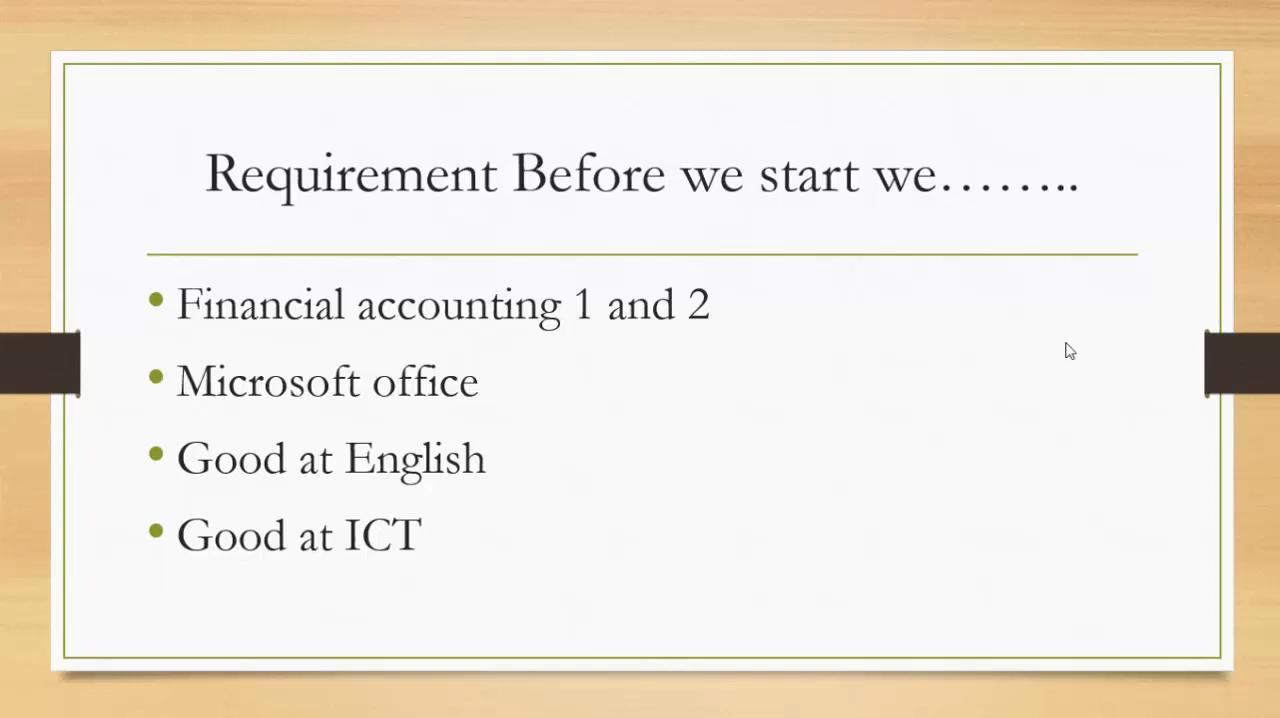 Requirement Before we start we……..
• Financial accounting 1 and 2
• Microsoft office
• Good at English
• Good at ICT